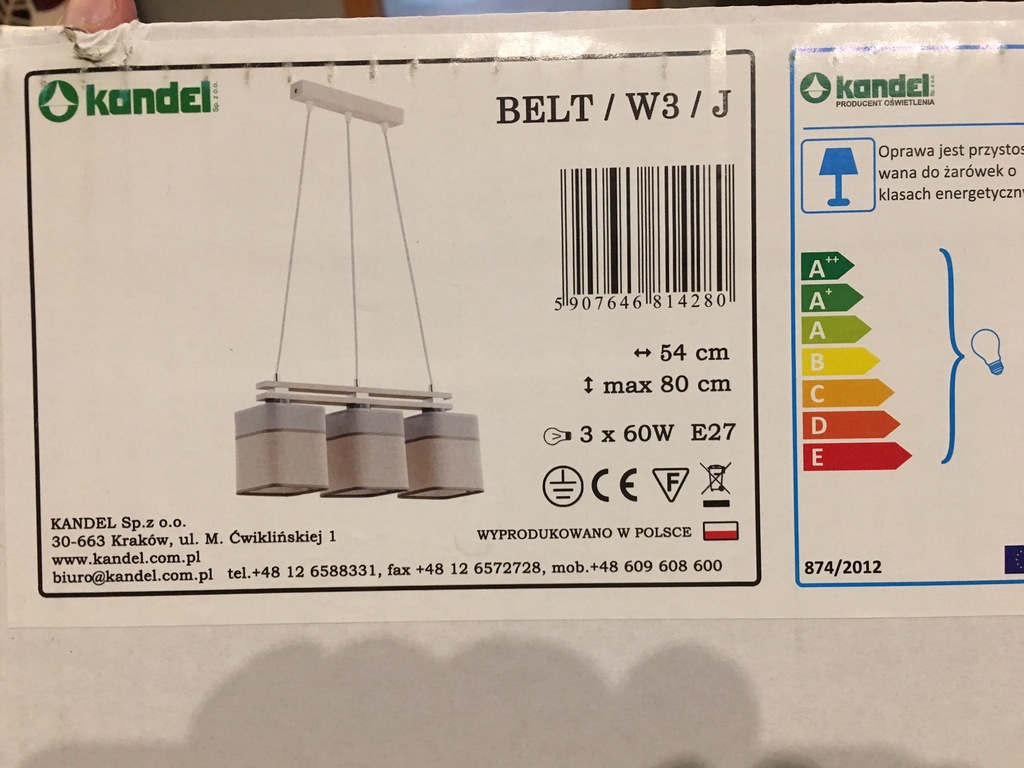 kandel Sp. z o.o.
BELT / W3 / J
5 907646 814280
↔ 54 cm
↕ max 80 cm
3 x 60W E27
CE
F
WYPRODUKOWANO W POLSCE
KANDEL Sp.z o.o.
30-663 Kraków, ul. M. Ćwiklińskiej 1
www.kandel.com.pl
biuro@kandel.com.pl tel.+48 12 6588331, fax +48 12 6572728, mob.+48 609 608 600
kandel Sp. z o.o.
PRODUCENT OŚWIETLENIA
Oprawa jest przystos
wana do żarówek o
klasach energetyczn
A++
A+
A
B
C
D
E
874/2012